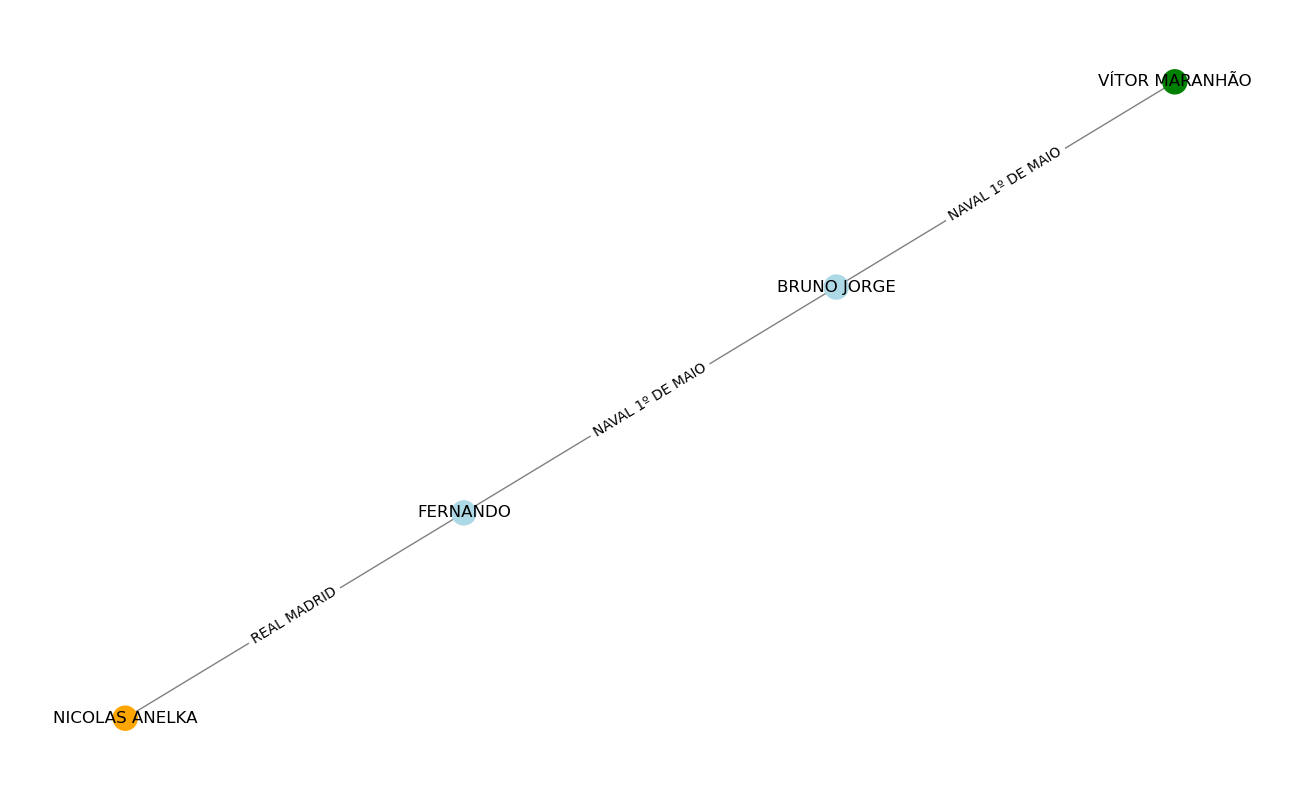 VÍTOR MARANHÃO
NAVAL 1º DE MAIO
BRUNO JORGE
NAVAL 1º DE MAIO
FERNANDO
REAL MADRID
NICOLAS ANELKA